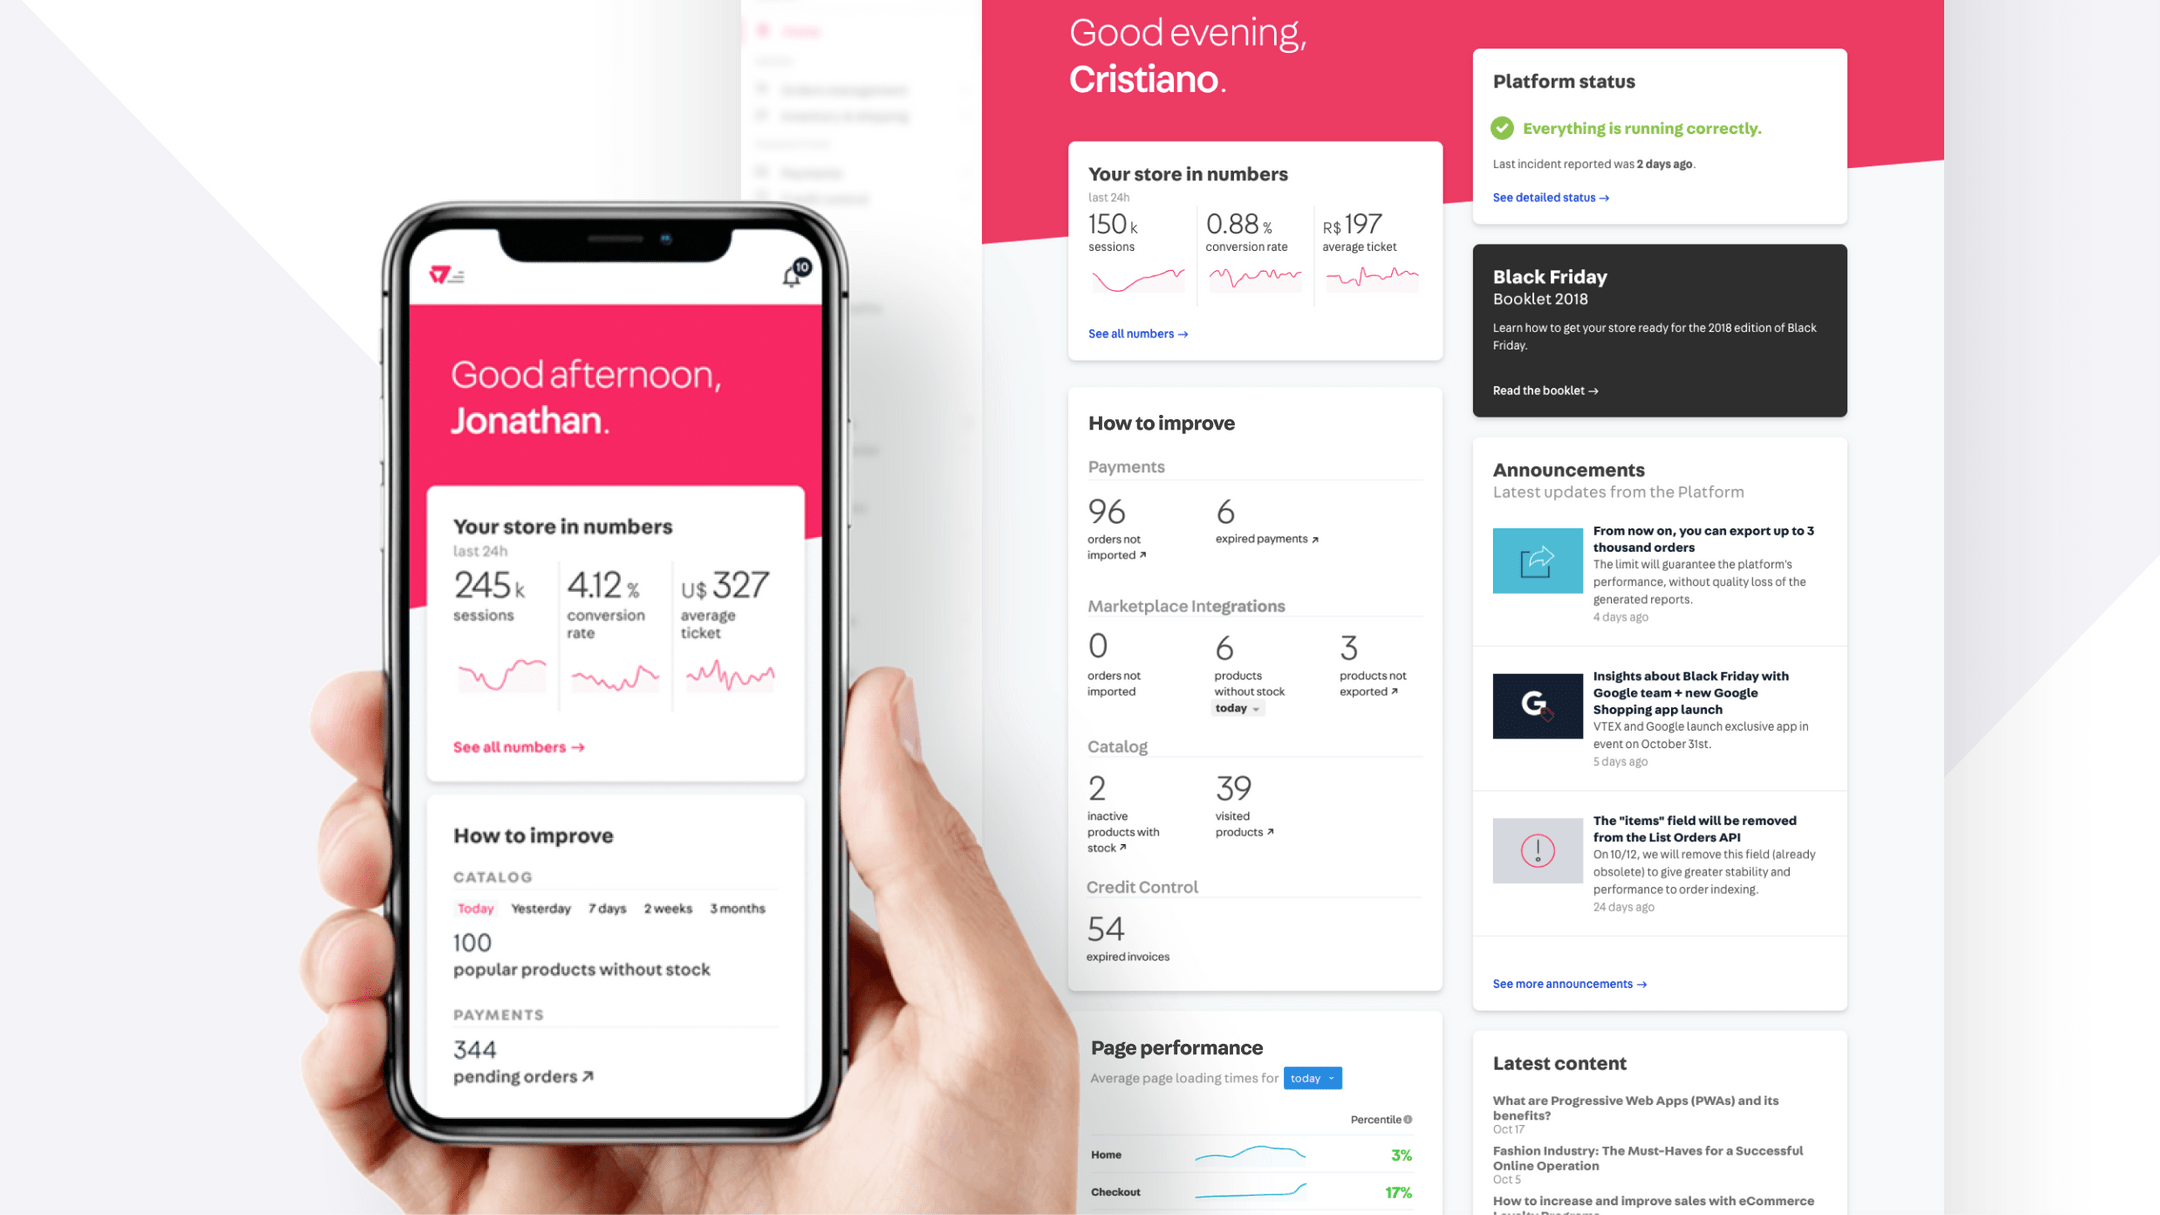 10
Good afternoon,
Jonathan.
Your store in numbers
last 24h
245 k
sessions
4.12 %
conversion
rate
U$ 327
average
ticket
See all numbers →
How to improve
CATALOG
Today Yesterday 7 days 2 weeks 3 months
100
popular products without stock
PAYMENTS
344
pending orders ↗
Good evening,
Cristiano.
Your store in numbers
last 24h
150 k
sessions
0.88 %
conversion rate
R$ 197
average ticket
See all numbers →
How to improve
Payments
96
orders not
imported ↗
6
expired payments ↗
Marketplace Integrations
0
orders not
imported
6
products
without stock
today
3
products not
exported ↗
Catalog
2
inactive
products with
stock ↗
39
visited
products ↗
Credit Control
54
expired invoices
Page performance
Average page loading times for today
Percentile
Home 3%
Checkout 17%
Platform status
Everything is running correctly.
Last incident reported was 2 days ago.
See detailed status →
Black Friday
Booklet 2018
Learn how to get your store ready for the 2018 edition of Black
Friday.
Read the booklet →
Announcements
Latest updates from the Platform
From now on, you can export up to 3
thousand orders
The limit will guarantee the platform's
performance, without quality loss of the
generated reports.
4 days ago
G
Insights about Black Friday with
Google team + new Google
Shopping app launch
VTEX and Google launch exclusive app in
event on October 31st.
5 days ago
The "items" field will be removed
from the List Orders API
On 10/12, we will remove this field (already
obsolete) to give greater stability and
performance to order indexing.
24 days ago
See more announcements →
Latest content
What are Progressive Web Apps (PWAs) and its
benefits?
Oct 17
Fashion Industry: The Must-Haves for a Successful
Online Operation
Oct 5
How to increase and improve sales with eCommerce